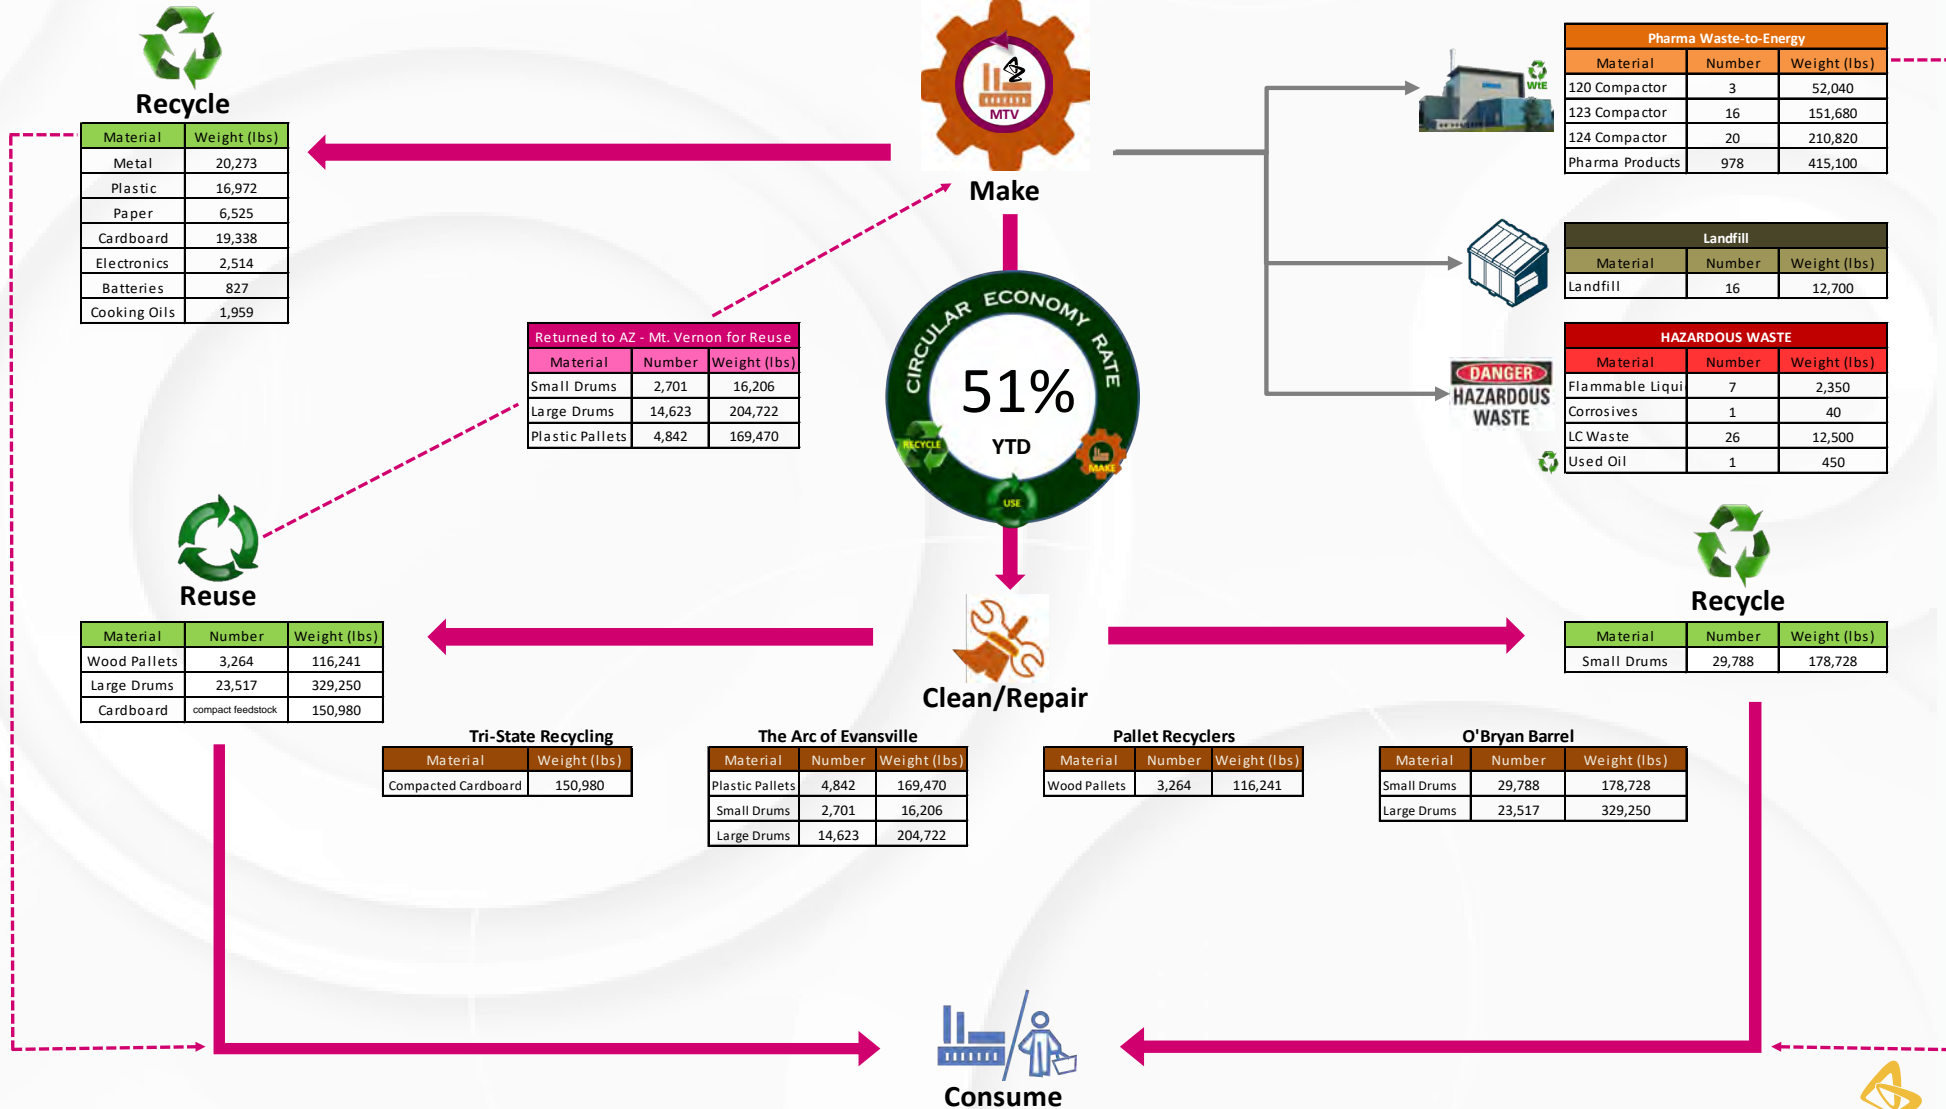 Recycle
Material Weight (lbs)
Metal 20,273
Plastic 16,972
Paper 6,525
Cardboard 19,338
Electronics 2,514
Batteries 827
Cooking Oils 1,959
MTV
Make
WtE
Pharma Waste-to-Energy
Material Number Weight (lbs)
120 Compactor 3 52,040
123 Compactor 16 151,680
124 Compactor 20 210,820
Pharma Products 978 415,100
Landfill
Material Number Weight (lbs)
Landfill 16 12,700
DANGER
HAZARDOUS
WASTE
HAZARDOUS WASTE
Material Number Weight (lbs)
Flammable Liqui 7 2,350
Corrosives 1 40
LC Waste 26 12,500
Used Oil 1 450
Returned to AZ - Mt. Vernon for Reuse
Material Number Weight (lbs)
Small Drums 2,701 16,206
Large Drums 14,623 204,722
Plastic Pallets 4,842 169,470
CIRCULAR ECONOMY RATE
51%
YTD
RECYCLE
MAKE
USE
Reuse
Material Number Weight (lbs)
Wood Pallets 3,264 116,241
Large Drums 23,517 329,250
Cardboard compact feedstock 150,980
Clean/Repair
Recycle
Material Number Weight (lbs)
Small Drums 29,788 178,728
Tri-State Recycling
Material Weight (lbs)
Compacted Cardboard 150,980
The Arc of Evansville
Material Number Weight (lbs)
Plastic Pallets 4,842 169,470
Small Drums 2,701 16,206
Large Drums 14,623 204,722
Pallet Recyclers
Material Number Weight (lbs)
Wood Pallets 3,264 116,241
O'Bryan Barrel
Material Number Weight (lbs)
Small Drums 29,788 178,728
Large Drums 23,517 329,250
Consume